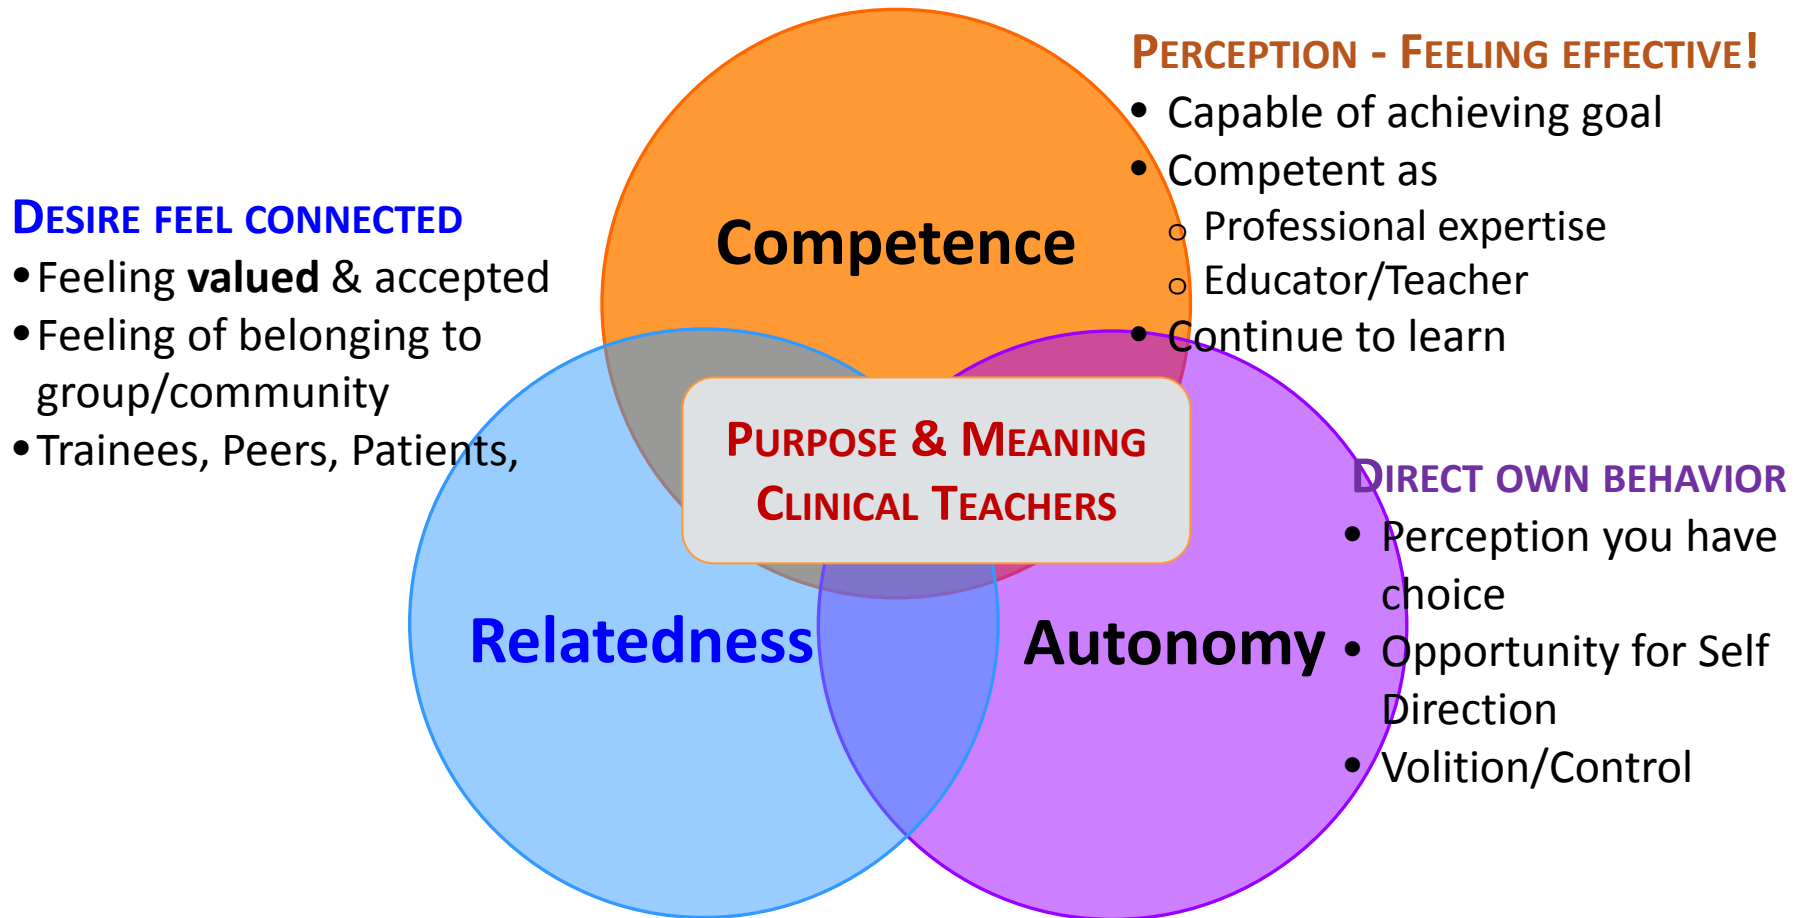 PERCEPTION - FEELING EFFECTIVE!
• Capable of achieving goal
• Competent as
o Professional expertise
o Educator/Teacher
• Continue to learn
Competence
DESIRE FEEL CONNECTED
• Feeling valued & accepted
• Feeling of belonging to
group/community
• Trainees, Peers, Patients,
PURPOSE & MEANING
CLINICAL TEACHERS
Relatedness
Autonomy
DIRECT OWN BEHAVIOR
• Perception you have
choice
• Opportunity for Self
Direction
• Volition/Control